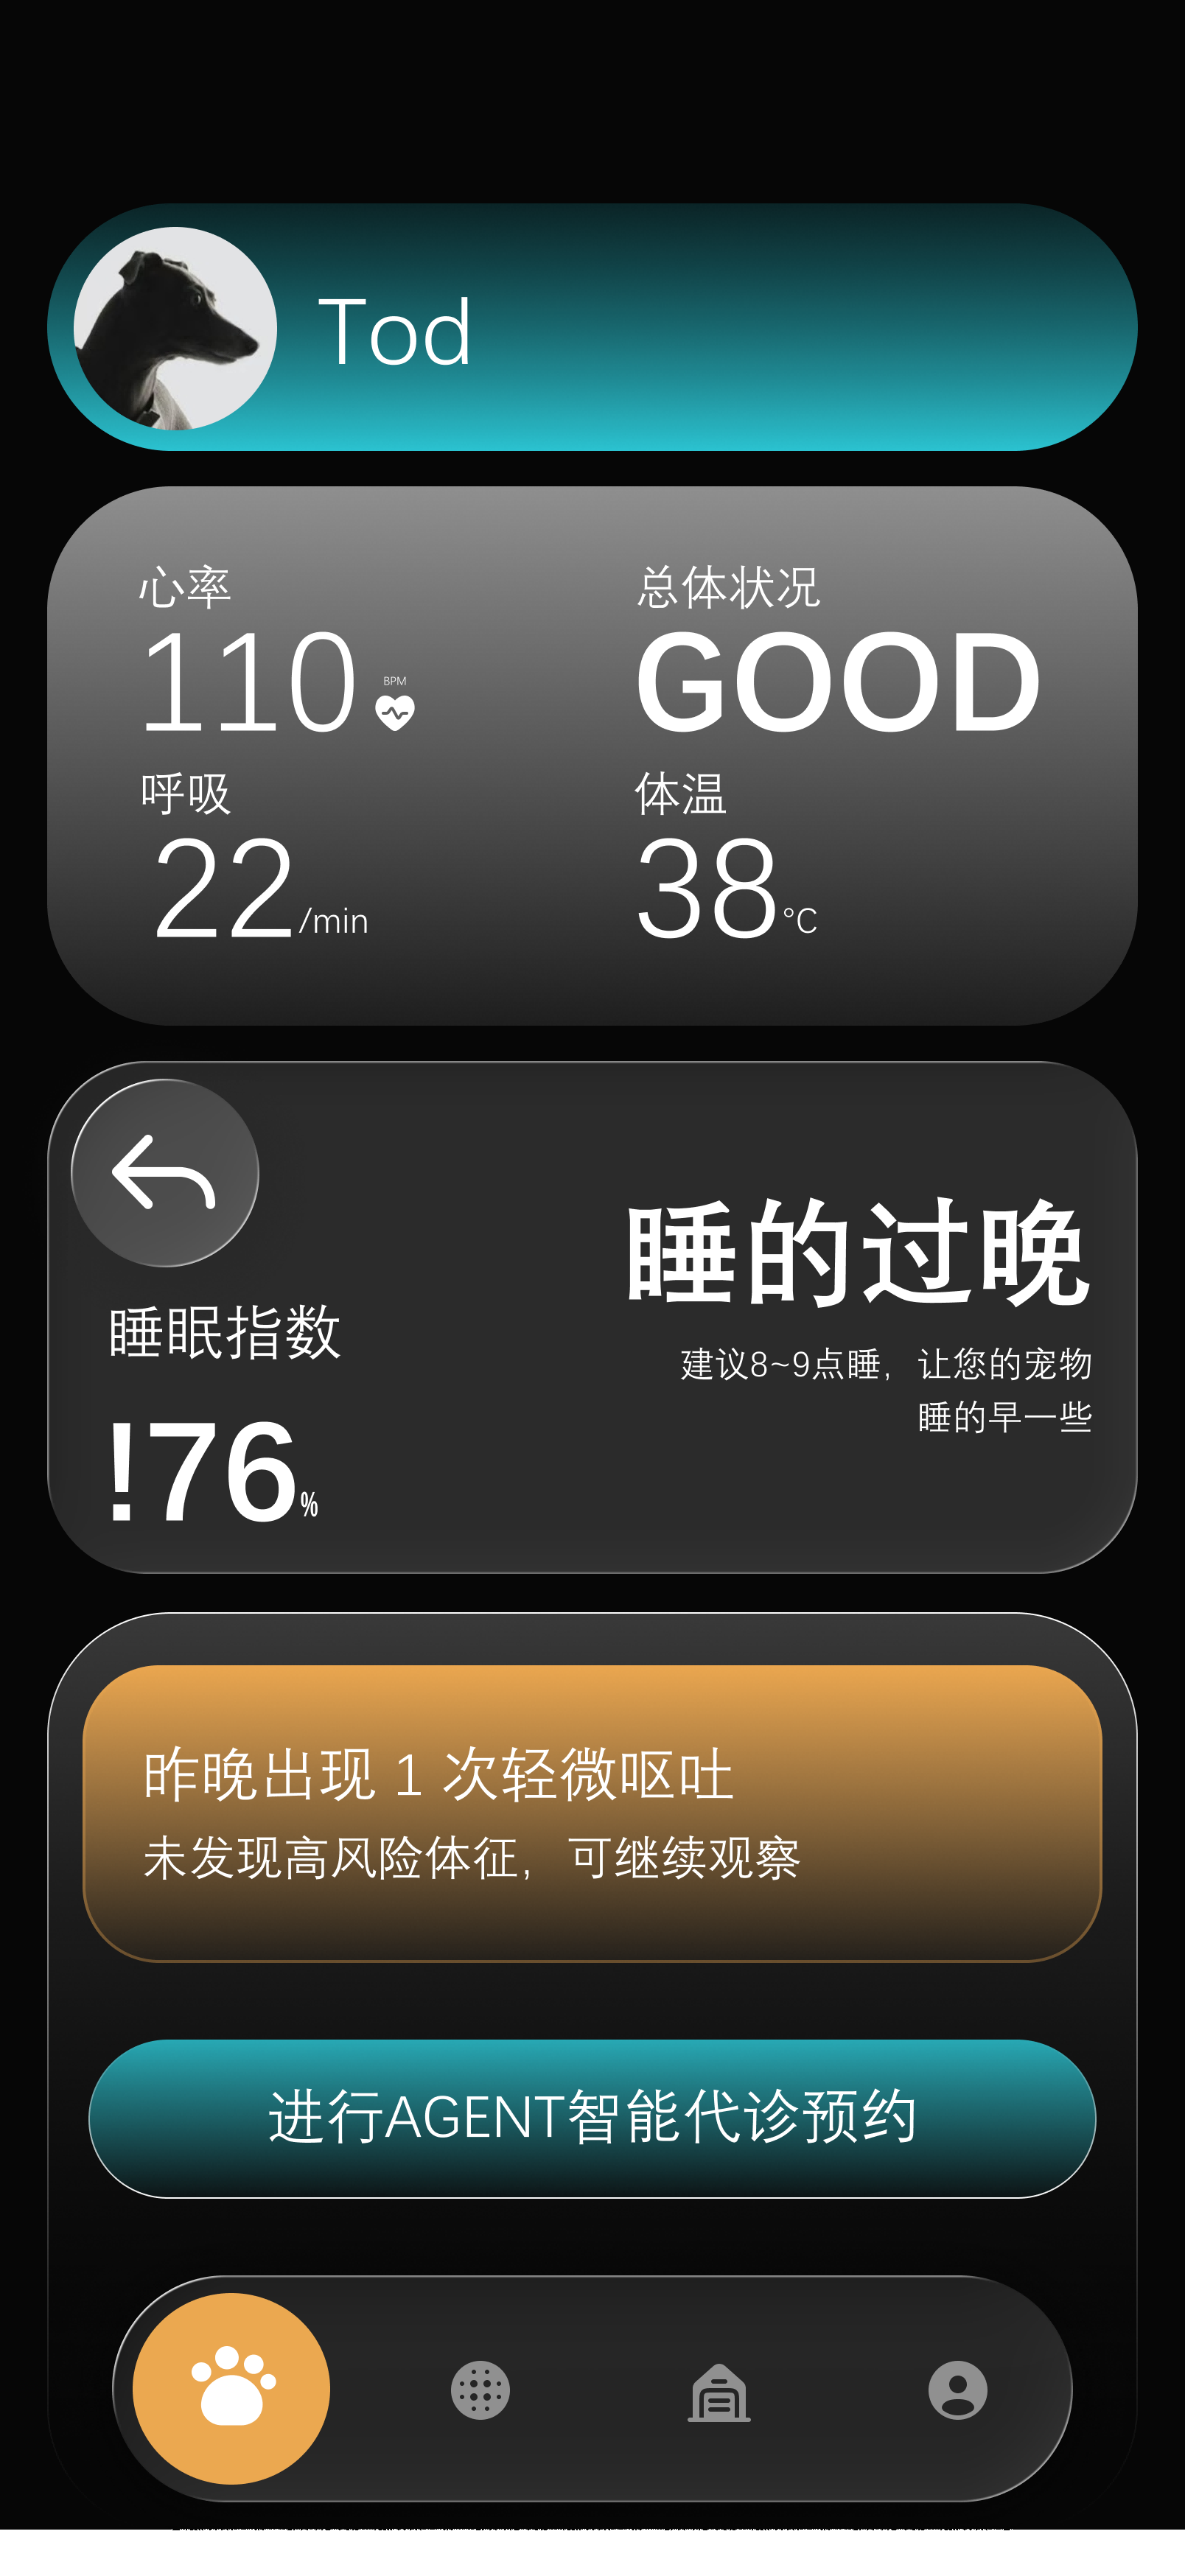 Tod
心率
110 BPM
总体状况
GOOD
呼吸
22/min
体温
38°C
睡眠指数
!76%
睡的过晚
建议8~9点睡，让您的宠物
睡的早一些
昨晚出现 1 次轻微呕吐
未发现高风险体征，可继续观察
进行AGENT智能代诊预约